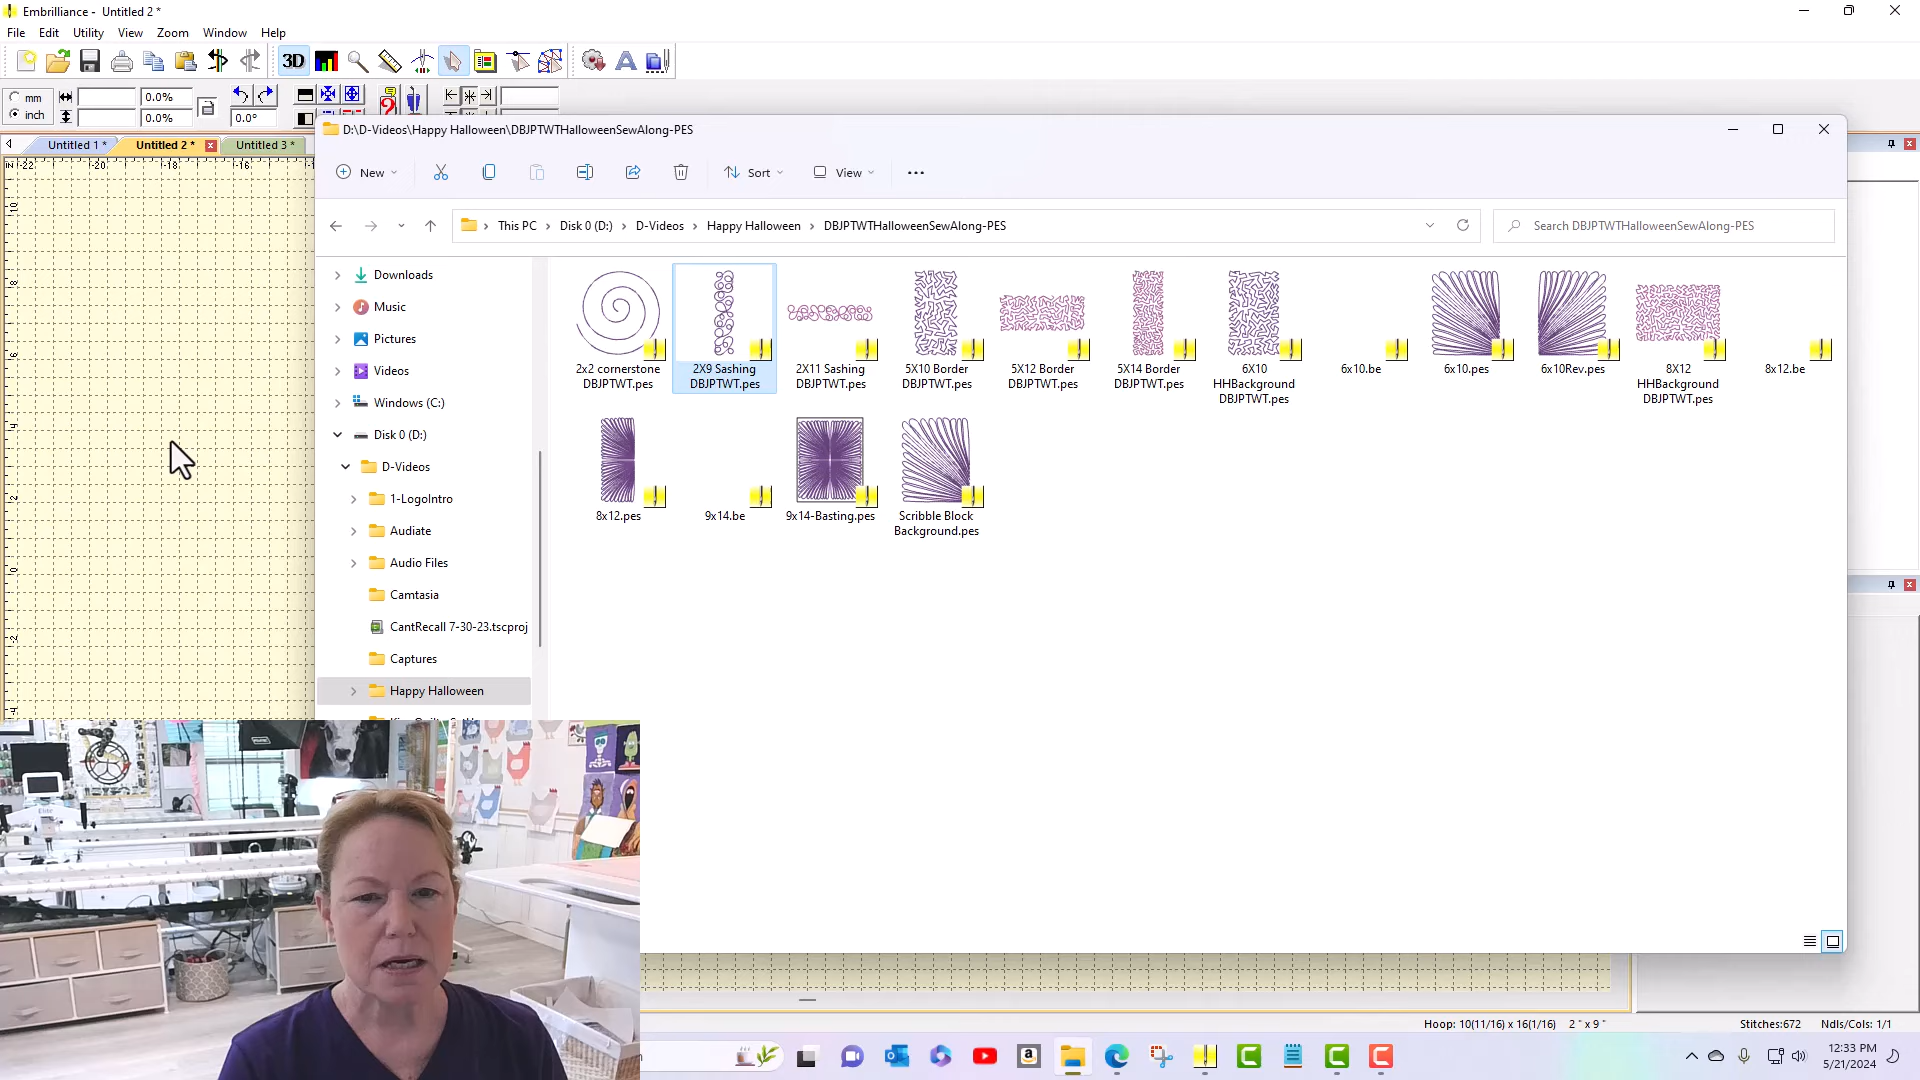 Embrilliance - Untitled 2 *
File Edit Utility View Zoom Window Help
3D
mm
inch
0.0%
0.0%
0.0°
Untitled 1 * Untitled 2 * Untitled 3 *
D:\D-Videos\Happy Halloween\DBJPTWTHalloweenSewAlong-PES
New Sort View
This PC Disk 0 (D:) D-Videos Happy Halloween DBJPTWTHalloweenSewAlong-PES
Search DBJPTWTHalloweenSewAlong-PES
Downloads
Music
Pictures
Videos
Windows (C:)
Disk 0 (D:)
D-Videos
1-LogoIntro
Audiate
Audio Files
Camtasia
CantRecall 7-30-23.tscproj
Captures
Happy Halloween
2x2 cornerstone
DBJPTWT.pes
2X9 Sashing
DBJPTWT.pes
2X11 Sashing
DBJPTWT.pes
5X10 Border
DBJPTWT.pes
5X12 Border
DBJPTWT.pes
5X14 Border
DBJPTWT.pes
6X10
HHBackground
DBJPTWT.pes
6x10.be
6x10.pes
6x10Rev.pes
8X12
HHBackground
DBJPTWT.pes
8x12.be
8x12.pes
9x14.be
9x14-Basting.pes
Scribble Block
Background.pes
Hoop: 10(11/16) x 16(1/16) 2 " x 9 "
Stitches:672 Ndls/Cols: 1/1
12:33 PM
5/21/2024